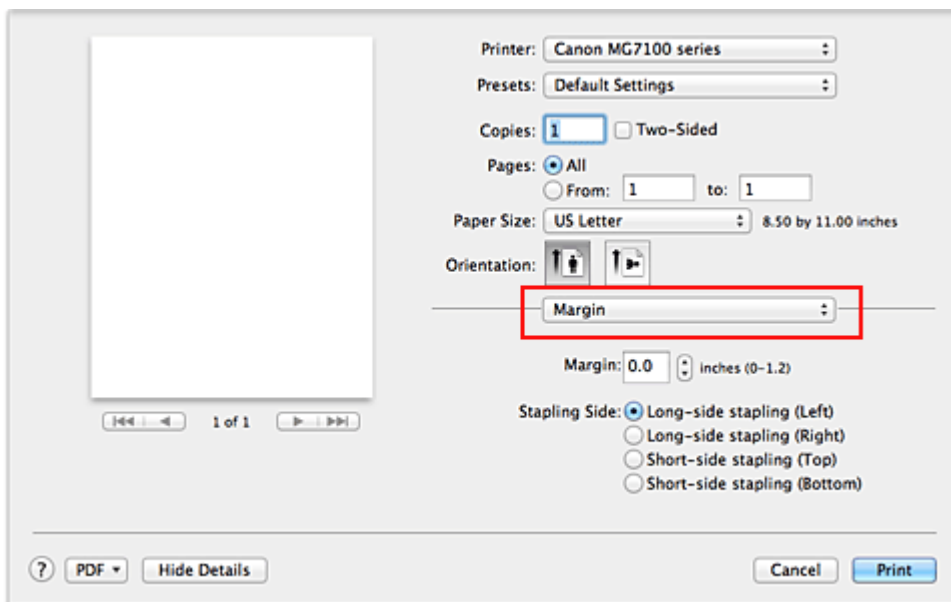 Printer: Canon MG7100 series
Presets: Default Settings
Copies: 1 Two-Sided
Pages: All
From: 1 to: 1
Paper Size: US Letter 8.50 by 11.00 inches
Orientation:
Margin
Margin: 0.0 inches (0-1.2)
1 of 1
Stapling Side: Long-side stapling (Left)
Long-side stapling (Right)
Short-side stapling (Top)
Short-side stapling (Bottom)
? PDF Hide Details Cancel Print